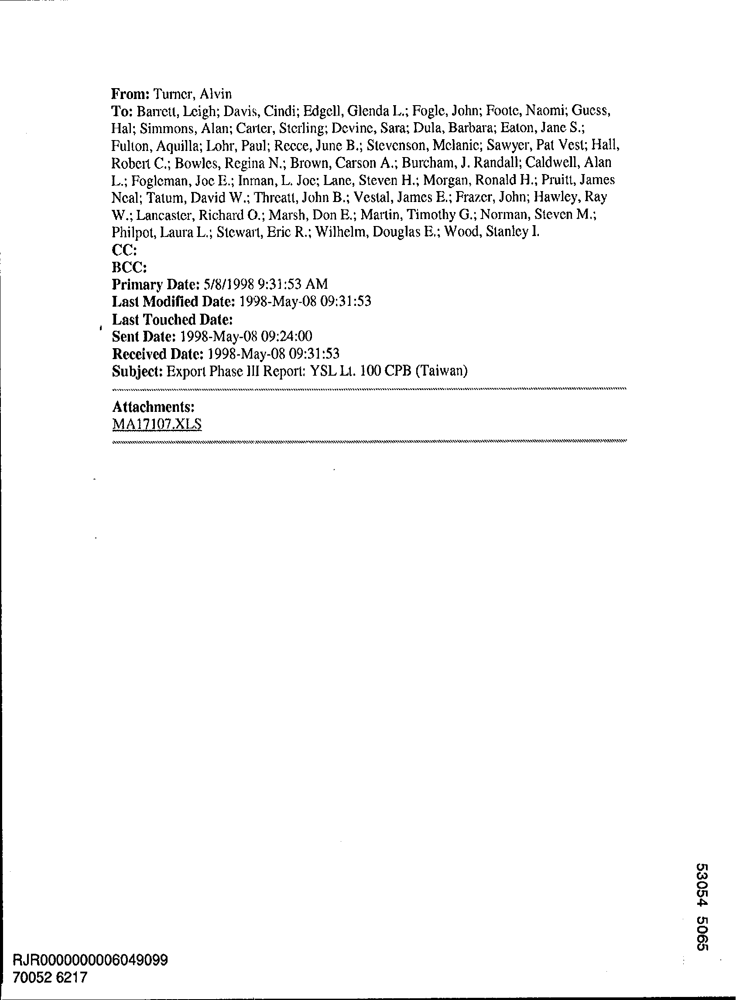 From: Turner, Alvin
To: Barrett, Leigh; Davis, Cindi; Edgell, Glenda L.; Fogle, John; Foote, Naomi; Guess,
Hal; Simmons, Alan; Carter, Sterling; Devine, Sara; Dula, Barbara; Eaton, Jane S.;
Fulton, Aquilla; Lohr, Paul; Reece, June B.; Stevenson, Melanie; Sawyer, Pat Vest; Hall,
Robert C.; Bowles, Regina N.; Brown, Carson A.; Burcham, J. Randall; Caldwell, Alan
L.; Fogleman, Joe E.; Inman, L. Joe; Lane, Steven H.; Morgan, Ronald H.; Pruitt, James
Neal; Tatum, David W.; Threatt, John B.; Vestal, James E.; Frazer, John; Hawley, Ray
W.; Lancaster, Richard O.; Marsh, Don E.; Martin, Timothy G.; Norman, Steven M.;
Philpot, Laura L.; Stewart, Eric R.; Wilhelm, Douglas E.; Wood, Stanley I.
CC:
BCC:
Primary Date: 5/8/1998 9:31:53 AM
Last Modified Date: 1998-May-08 09:31:53
Last Touched Date:
Sent Date: 1998-May-08 09:24:00
Received Date: 1998-May-08 09:31:53
Subject: Export Phase III Report: YSL Lt. 100 CPB (Taiwan)
Attachments:
MA17107.XLS
53054 5065
RJR0000000006049099
70052 6217